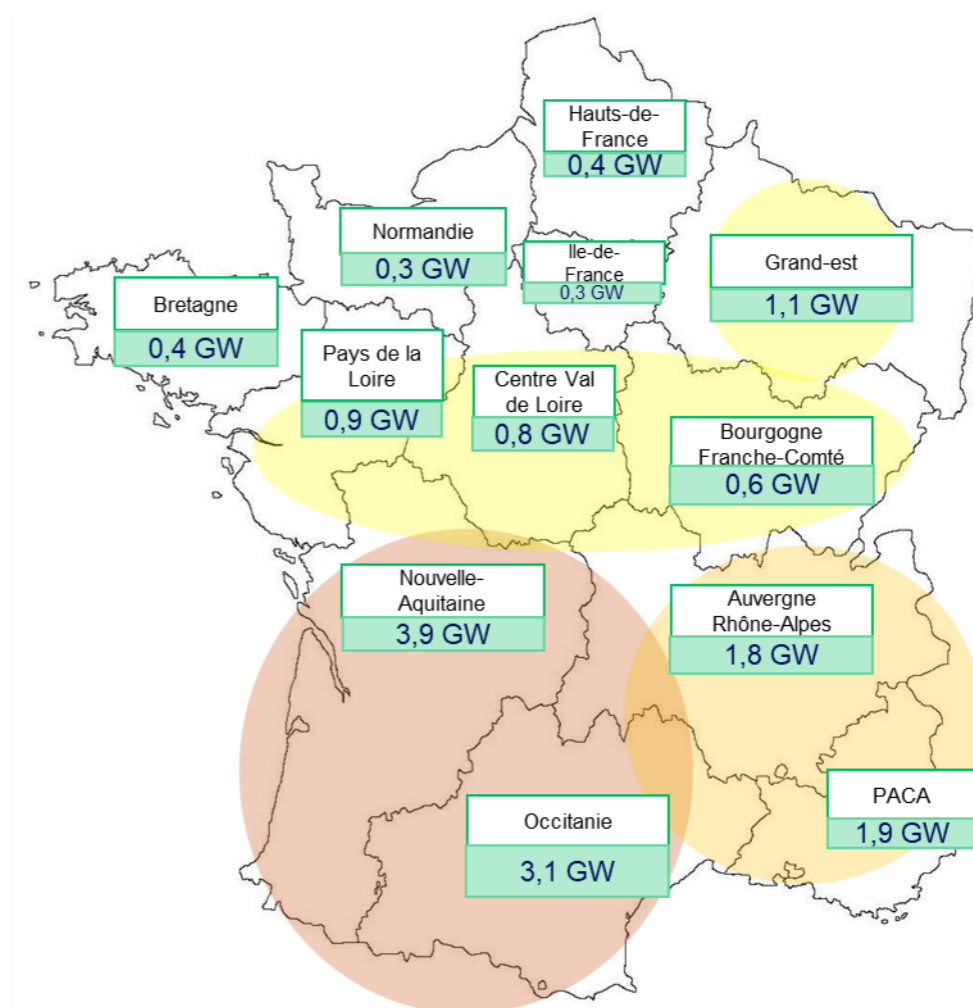 Hauts-de-
France
0,4 GW
Normandie
0,3 GW
Ile-de-
France
0,3 GW
Grand-est
1,1 GW
Bretagne
0,4 GW
Pays de la
Loire
0,9 GW
Centre Val
de Loire
0,8 GW
Bourgogne
Franche-Comté
0,6 GW
Nouvelle-
Aquitaine
3,9 GW
Auvergne
Rhône-Alpes
1,8 GW
PACA
1,9 GW
Occitanie
3,1 GW